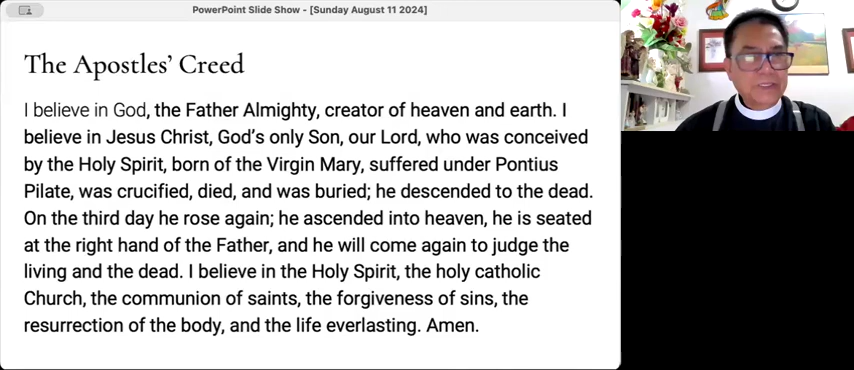 PowerPoint Slide Show - [Sunday August 11 2024]
The Apostles’ Creed
I believe in God, the Father Almighty, creator of heaven and earth. I
believe in Jesus Christ, God’s only Son, our Lord, who was conceived
by the Holy Spirit, born of the Virgin Mary, suffered under Pontius
Pilate, was crucified, died, and was buried; he descended to the dead.
On the third day he rose again; he ascended into heaven, he is seated
at the right hand of the Father, and he will come again to judge the
living and the dead. I believe in the Holy Spirit, the holy catholic
Church, the communion of saints, the forgiveness of sins, the
resurrection of the body, and the life everlasting. Amen.